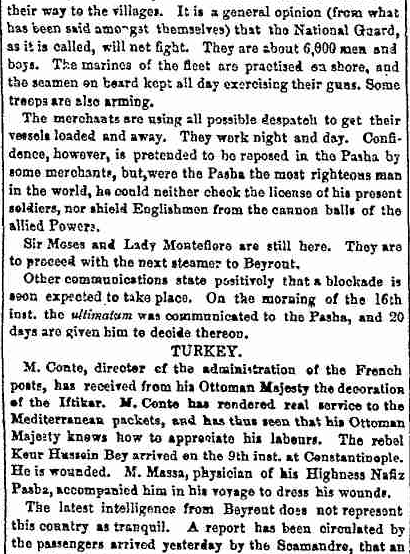 their way to the villages. It is a general opinion (from what
has been said amongst themselves) that the National Guard,
as it is called, will not fight. They are about 6,000 men and
boys. The marines of the fleet are practised on shore, and
the seamen on board kept all day exercising their guns. Some
troops are also arming.
The merchants are using all possible despatch to get their
vessels loaded and away. They work night and day. Confi-
dence, however, is pretended to be reposed in the Pasha by
some merchants, but, were the Pasha the most righteous man
in the world, he could neither check the license of his present
soldiers, nor shield Englishmen from the cannon balls of the
allied Powers.
Sir Moses and Lady Montefiore are still here. They are
to proceed with the next steamer to Beyrout.
Other communications state positively that a blockade is
soon expected to take place. On the morning of the 16th
inst. the ultimatum was communicated to the Pasha, and 20
days are given him to decide thereon.
TURKEY.
M. Conte, director of the administration of the French
posts, has received from his Ottoman Majesty the decoration
of the Iftikar. M. Conte has rendered real service to the
Mediterranean packets, and has thus seen that his Ottoman
Majesty knows how to appreciate his labours. The rebel
Keur Hussein Bey arrived on the 9th inst. at Constantinople.
He is wounded. M. Massa, physician of his Highness Nafiz
Pasha, accompanied him in his voyage to dress his wounds.
The latest intelligence from Beyrout does not represent
this country as tranquil. A report has been circulated by
the passengers arrived yesterday by the Scamandre, that an